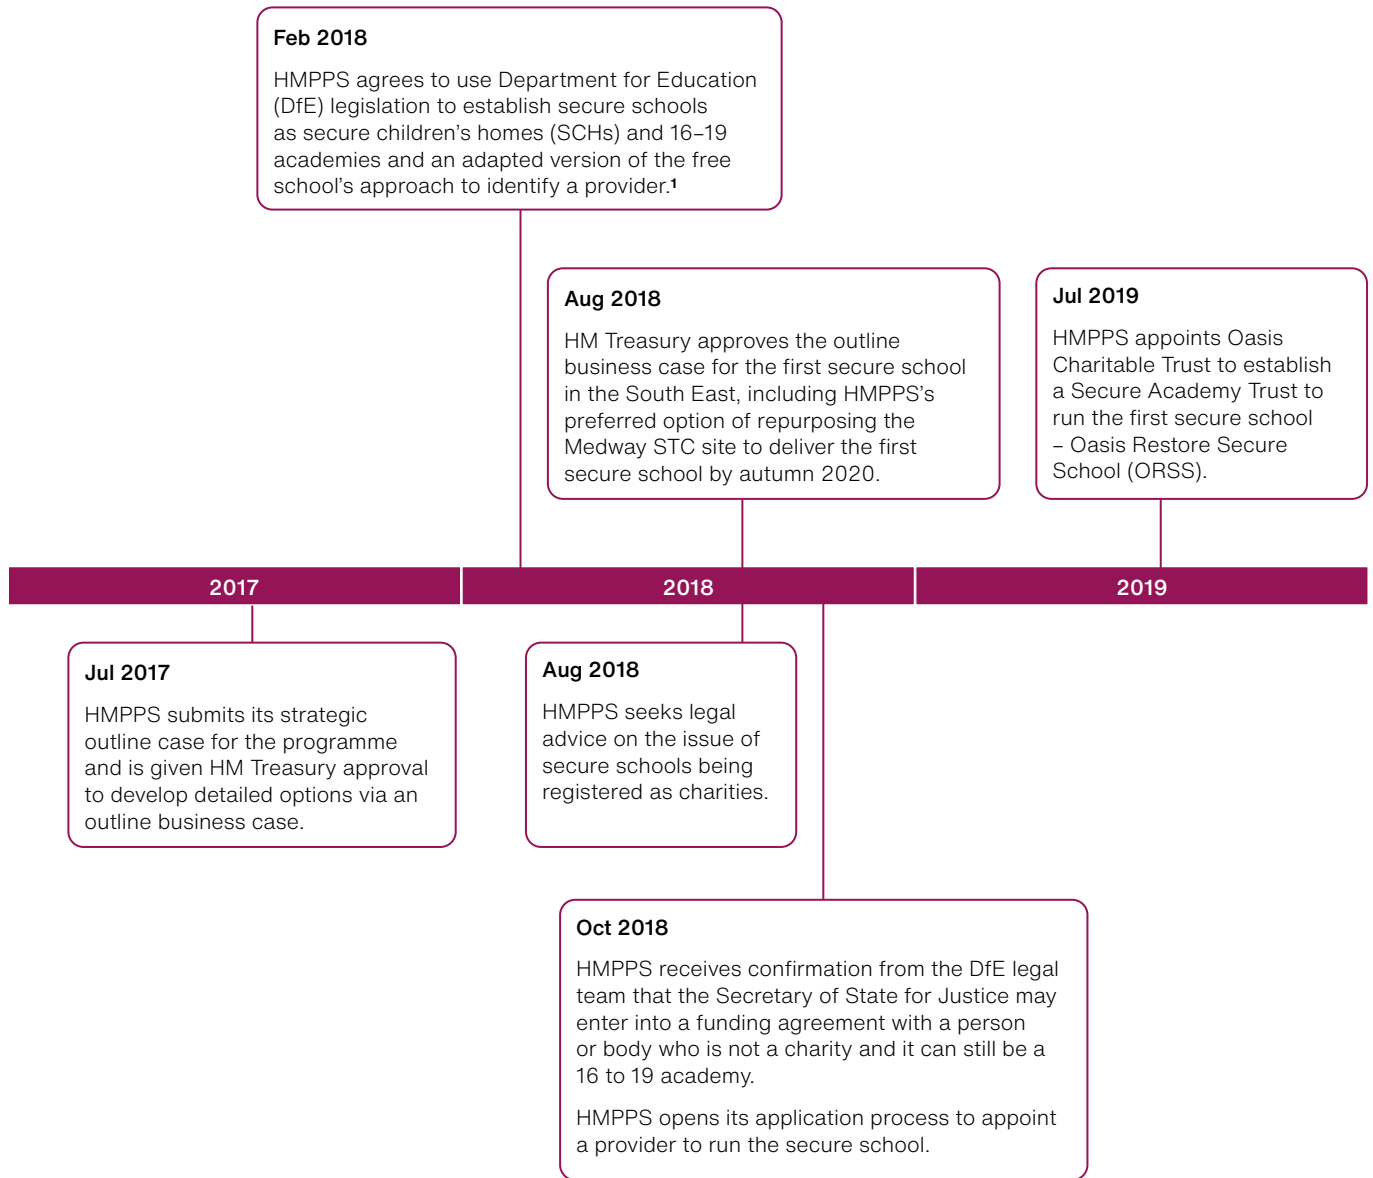 Feb 2018
HMPPS agrees to use Department for Education
(DfE) legislation to establish secure schools
as secure children’s homes (SCHs) and 16–19
academies and an adapted version of the free
school’s approach to identify a provider.1
Aug 2018
HM Treasury approves the outline
business case for the first secure school
in the South East, including HMPPS’s
preferred option of repurposing the
Medway STC site to deliver the first
secure school by autumn 2020.
Jul 2019
HMPPS appoints Oasis
Charitable Trust to establish
a Secure Academy Trust to
run the first secure school
– Oasis Restore Secure
School (ORSS).
2017
2018
2019
Jul 2017
HMPPS submits its strategic
outline case for the programme
and is given HM Treasury approval
to develop detailed options via an
outline business case.
Aug 2018
HMPPS seeks legal
advice on the issue of
secure schools being
registered as charities.
Oct 2018
HMPPS receives confirmation from the DfE legal
team that the Secretary of State for Justice may
enter into a funding agreement with a person
or body who is not a charity and it can still be a
16 to 19 academy.
HMPPS opens its application process to appoint
a provider to run the secure school.